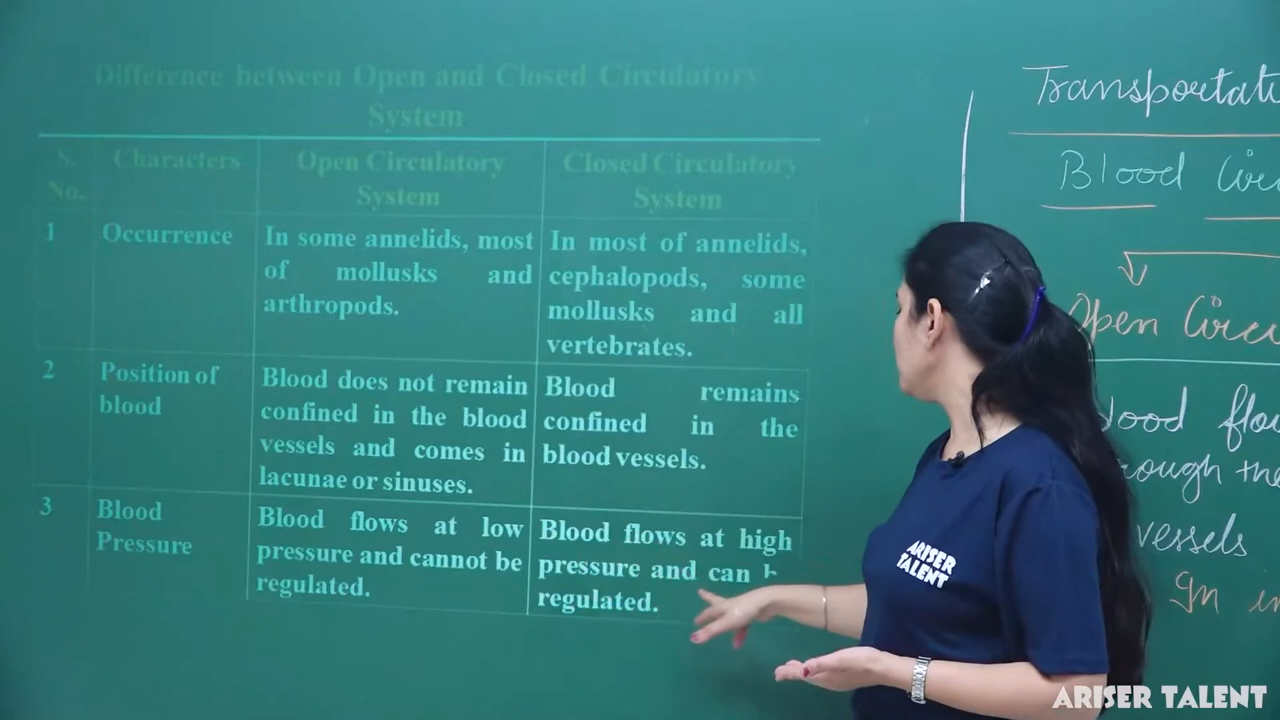 Difference between Open and Closed Circulatory
System
S. No.
Characters
Open Circulatory
System
Closed Circulatory
System
1
Occurrence
In some annelids, most
of mollusks and
arthropods.
In most of annelids,
cephalopods, some
mollusks and all
vertebrates.
2
Position of
blood
Blood does not remain
confined in the blood
vessels and comes in
lacunae or sinuses.
Blood remains
confined in the
blood vessels.
3
Blood
Pressure
Blood flows at low
pressure and cannot be
regulated.
Blood flows at high
pressure and can
regulated.
Blood
Open
vessels
ARISER
TALENT
ARISER TALENT